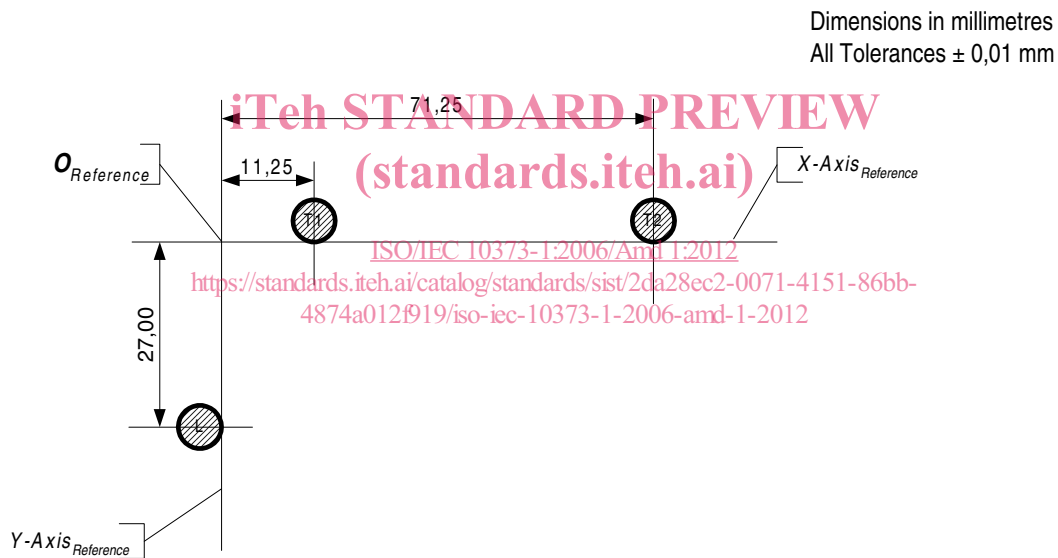 Dimensions in millimetres
All Tolerances ± 0,01 mm
iTeh STANDARD PREVIEW
71,25
(standards.iteh.ai)
O Reference
11,25
X-Axis Reference
T1
T2
ISO/IEC 10373-1:2006/Amd 1:2012
https://standards.iteh.ai/catalog/standards/sist/2da28ec2-0071-4151-86bb-
4874a012f919/iso-iec-10373-1-2006-amd-1-2012
27,00
L
Y-Axis Reference